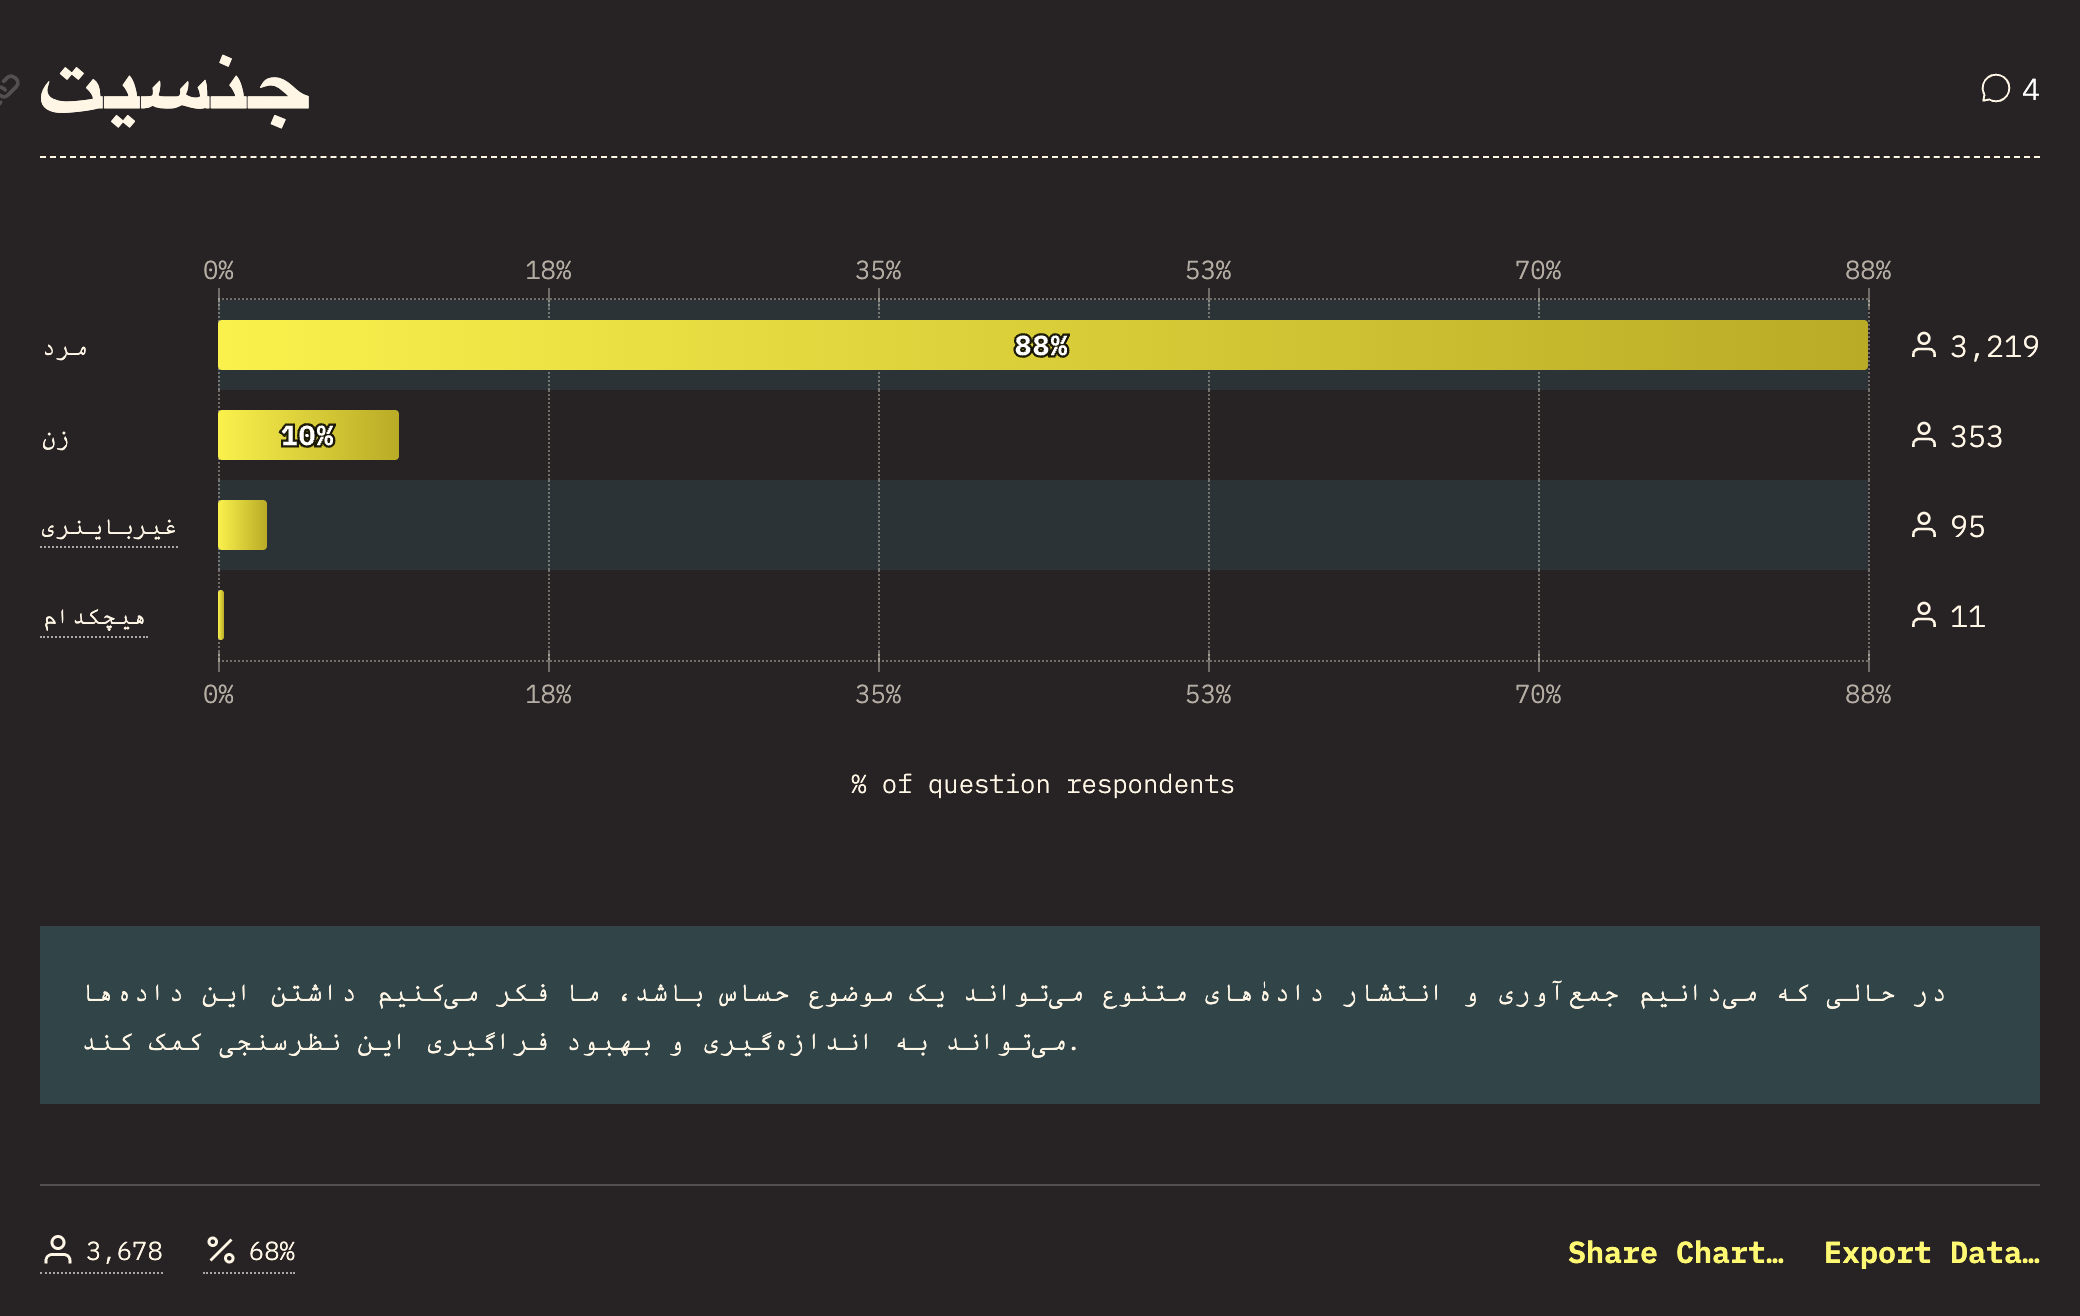 جنسیت
4
0% 18% 35% 53% 70% 88%
مرد 88% 3,219
زن 10% 353
غیرباینری 95
هیچکدام 11
0% 18% 35% 53% 70% 88%
% of question respondents
در حالی که می‌دانیم جمع‌آوری و انتشار دادهٔ‌های متنوع می‌تواند یک موضوع حساس باشد، ما فکر می‌کنیم داشتن این داده‌ها
می‌تواند به اندازه‌گیری و بهبود فراگیری این نظرسنجی کمک کند.
3,678 68% Share Chart… Export Data…